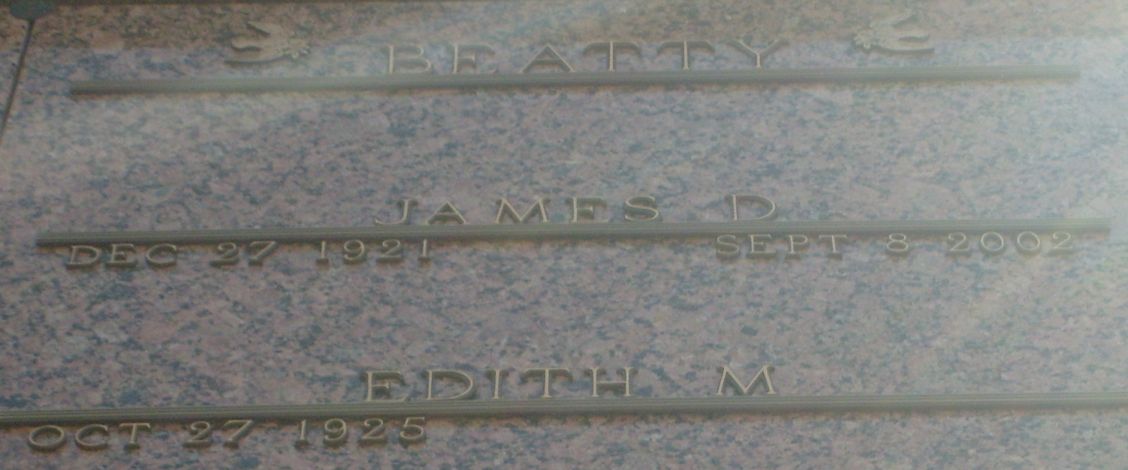 BEATTY
JAMES D
DEC 27 1921 SEPT 8 2002
EDITH M
OCT 27 1925